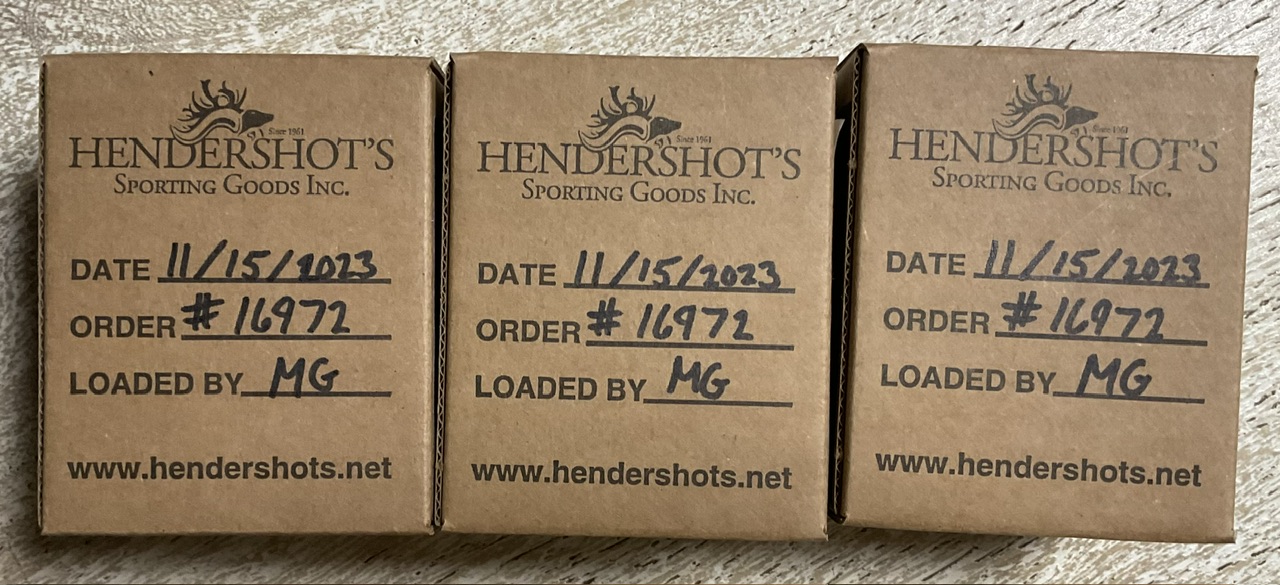 Since 1961
HENDERSHOT'S
SPORTING GOODS INC.
DATE 11/15/2023
ORDER # 16972
LOADED BY MG
www.hendershots.net
Since 1961
HENDERSHOT'S
SPORTING GOODS INC.
DATE 11/15/2023
ORDER # 16972
LOADED BY MG
www.hendershots.net
Since 1961
HENDERSHOT'S
SPORTING GOODS INC.
DATE 11/15/2023
ORDER # 16972
LOADED BY MG
www.hendershots.net